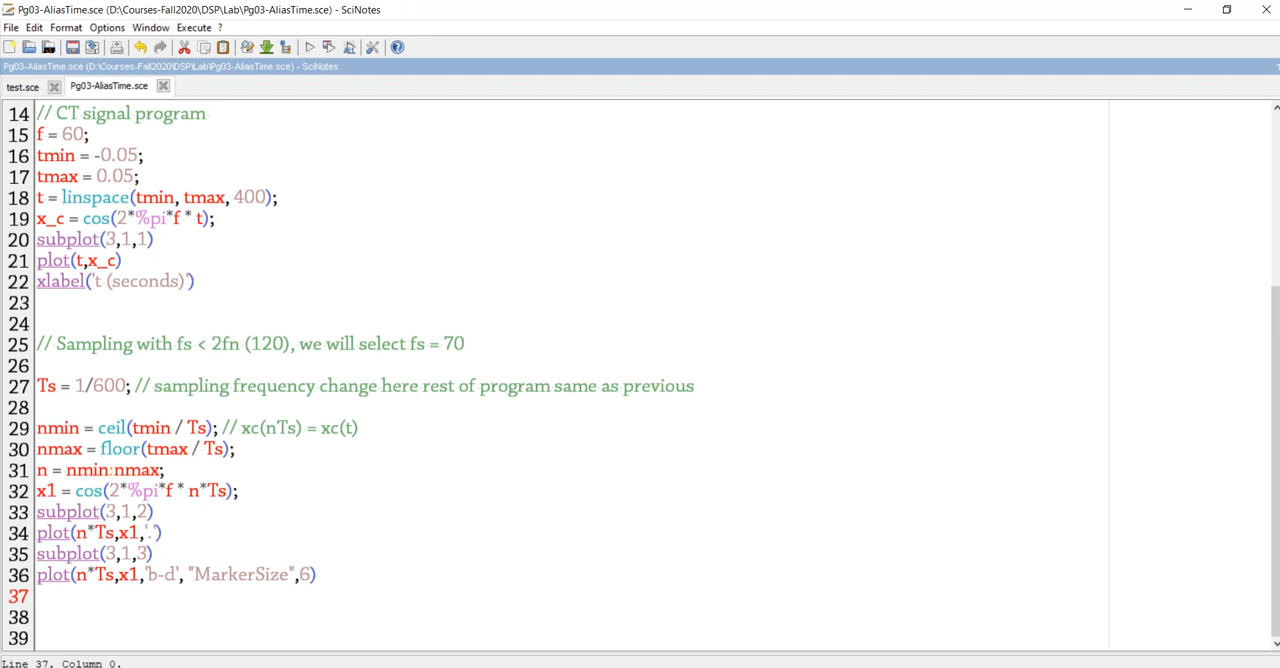 Pg03-AliasTime.sce (D:\Courses-Fall2020\DSP\Lab\Pg03-AliasTime.sce) - SciNotes
File Edit Format Options Window Execute ?
Pg03-AliasTime.sce (D:\Courses-Fall2020\DSP\Lab\Pg03-AliasTime.sce) - SciNotes
test.sce Pg03-AliasTime.sce
14 // CT signal program
15 f = 60;
16 tmin = -0.05;
17 tmax = 0.05;
18 t = linspace(tmin, tmax, 400);
19 x_c = cos(2*%pi*f * t);
20 subplot(3,1,1)
21 plot(t,x_c)
22 xlabel('t (seconds)')
23
24
25 // Sampling with fs < 2fn (120), we will select fs = 70
26
27 Ts = 1/600; // sampling frequency change here rest of program same as previous
28
29 nmin = ceil(tmin / Ts); // xc(nTs) = xc(t)
30 nmax = floor(tmax / Ts);
31 n = nmin:nmax;
32 x1 = cos(2*%pi*f * n*Ts);
33 subplot(3,1,2)
34 plot(n*Ts,x1,'.')
35 subplot(3,1,3)
36 plot(n*Ts,x1,'b-d', "MarkerSize",6)
37
38
39
Line 37, Column 0.